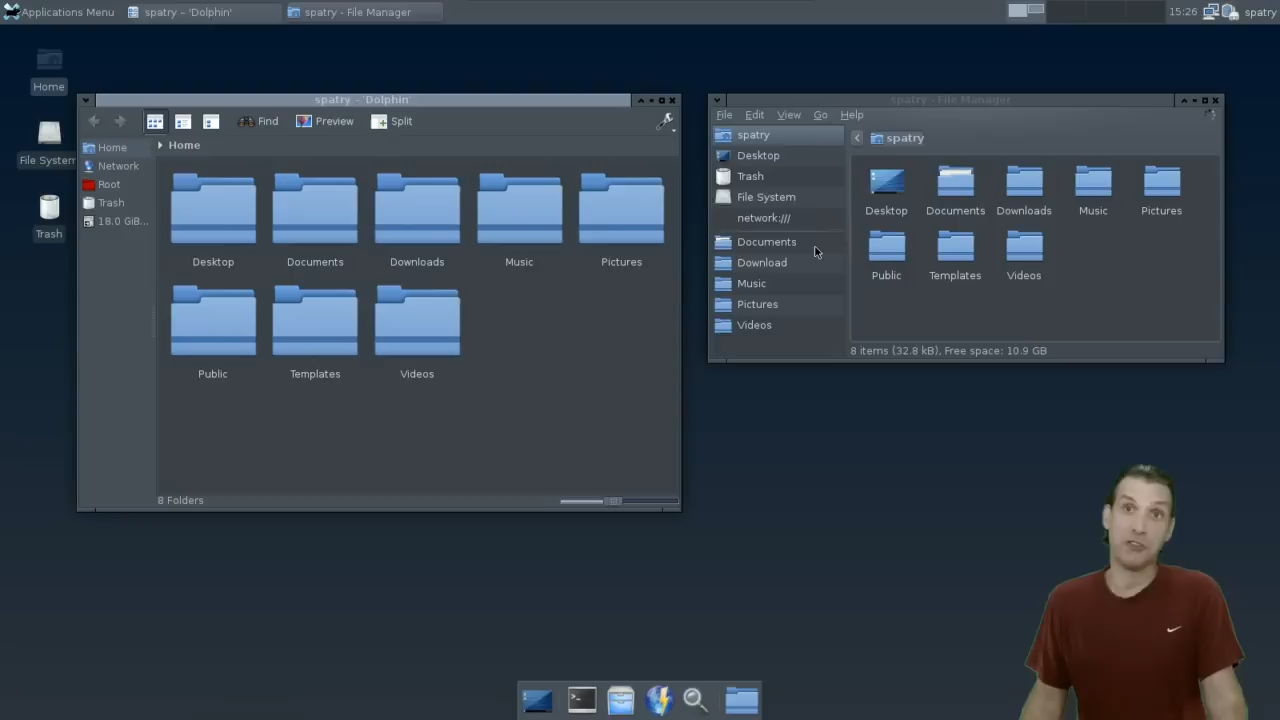 Applications Menu
spatry – 'Dolphin'
spatry - File Manager
15:26
spatry
Home
File System
Trash
spatry - 'Dolphin'
Find
Preview
Split
Home
Network
Root
Trash
18.0 GiB...
Home
Desktop
Documents
Downloads
Music
Pictures
Public
Templates
Videos
8 Folders
spatry - File Manager
File
Edit
View
Go
Help
spatry
Desktop
Trash
File System
network:///
Documents
Download
Music
Pictures
Videos
spatry
Desktop
Documents
Downloads
Music
Pictures
Public
Templates
Videos
8 items (32.8 kB), Free space: 10.9 GB